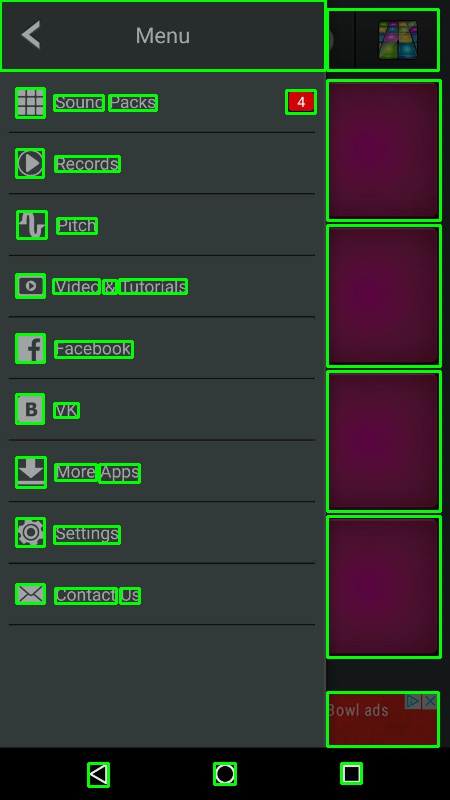 Menu
Sound Packs
4
Records
Pitch
Video & Tutorials
Facebook
B VK
More Apps
Settings
Contact Us
Bowl ads